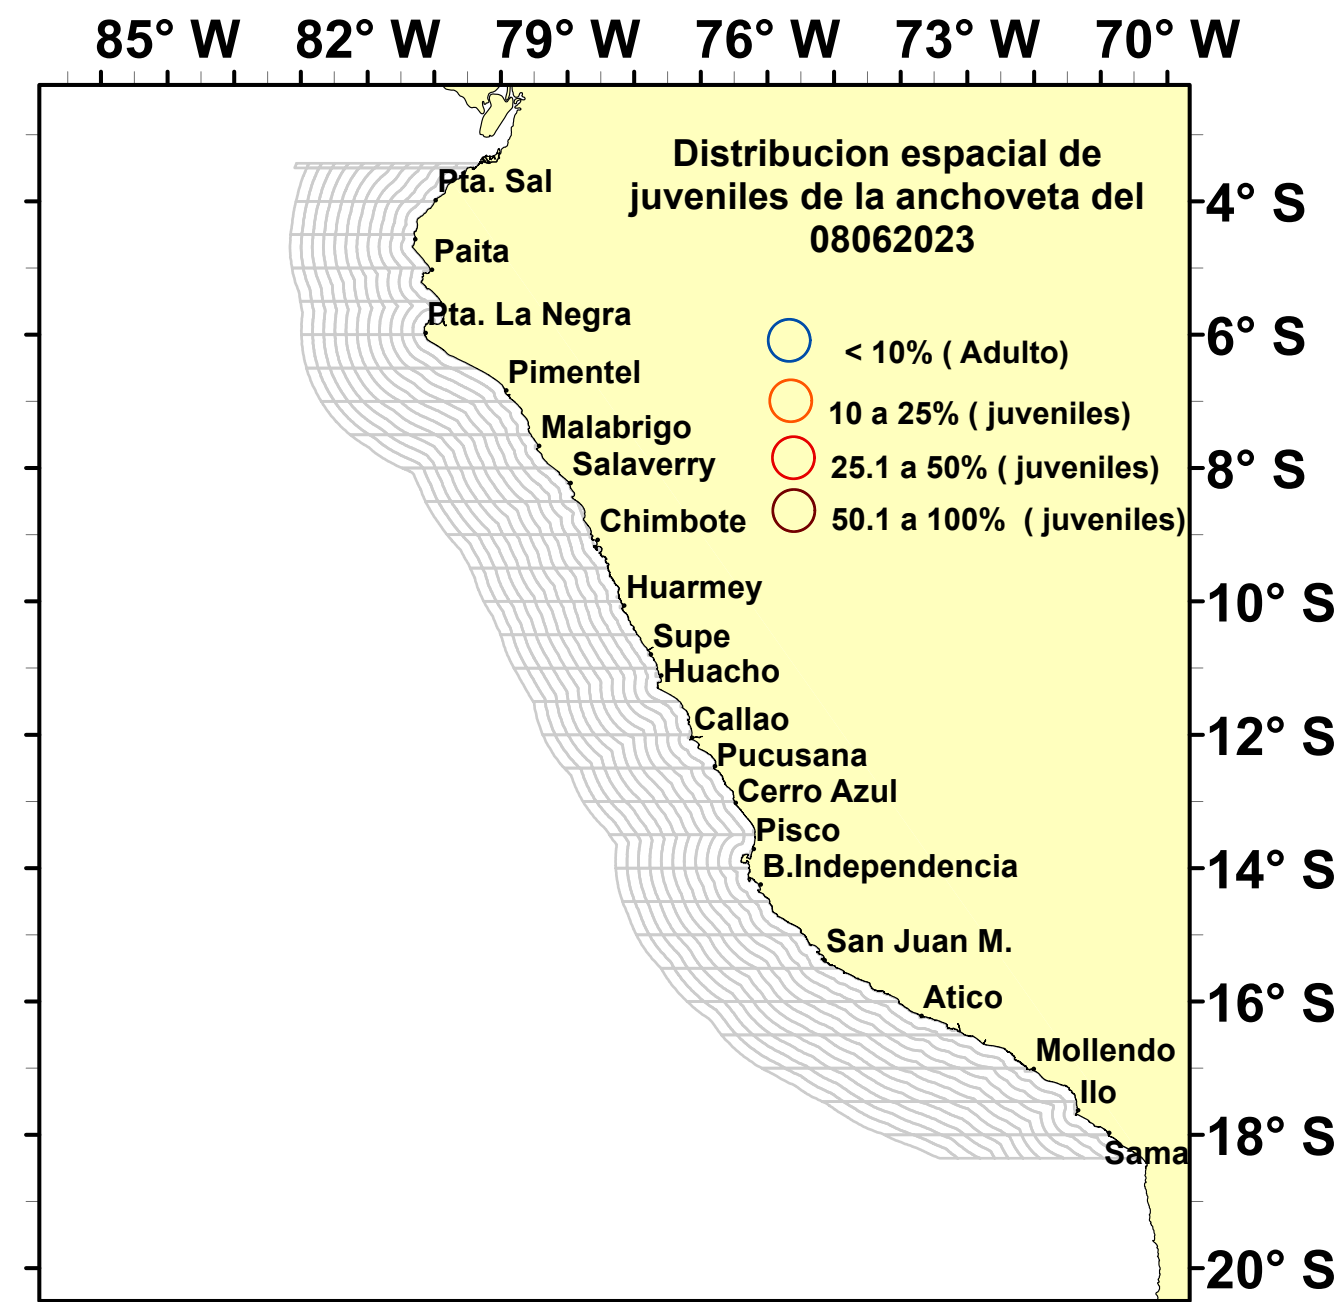 85° W 82° W 79° W 76° W 73° W 70° W
Distribucion espacial de
juveniles de la anchoveta del
08062023
Pta. Sal
4° S
Paita
Pta. La Negra
6° S
< 10% ( Adulto)
Pimentel
10 a 25% ( juveniles)
Malabrigo
Salaverry
25.1 a 50% ( juveniles)
8° S
Chimbote
50.1 a 100% ( juveniles)
Huarmey
10° S
Supe
Huacho
Callao
12° S
Pucusana
Cerro Azul
Pisco
B.Independencia
14° S
San Juan M.
Atico
16° S
Mollendo
Ilo
18° S
Sama
20° S